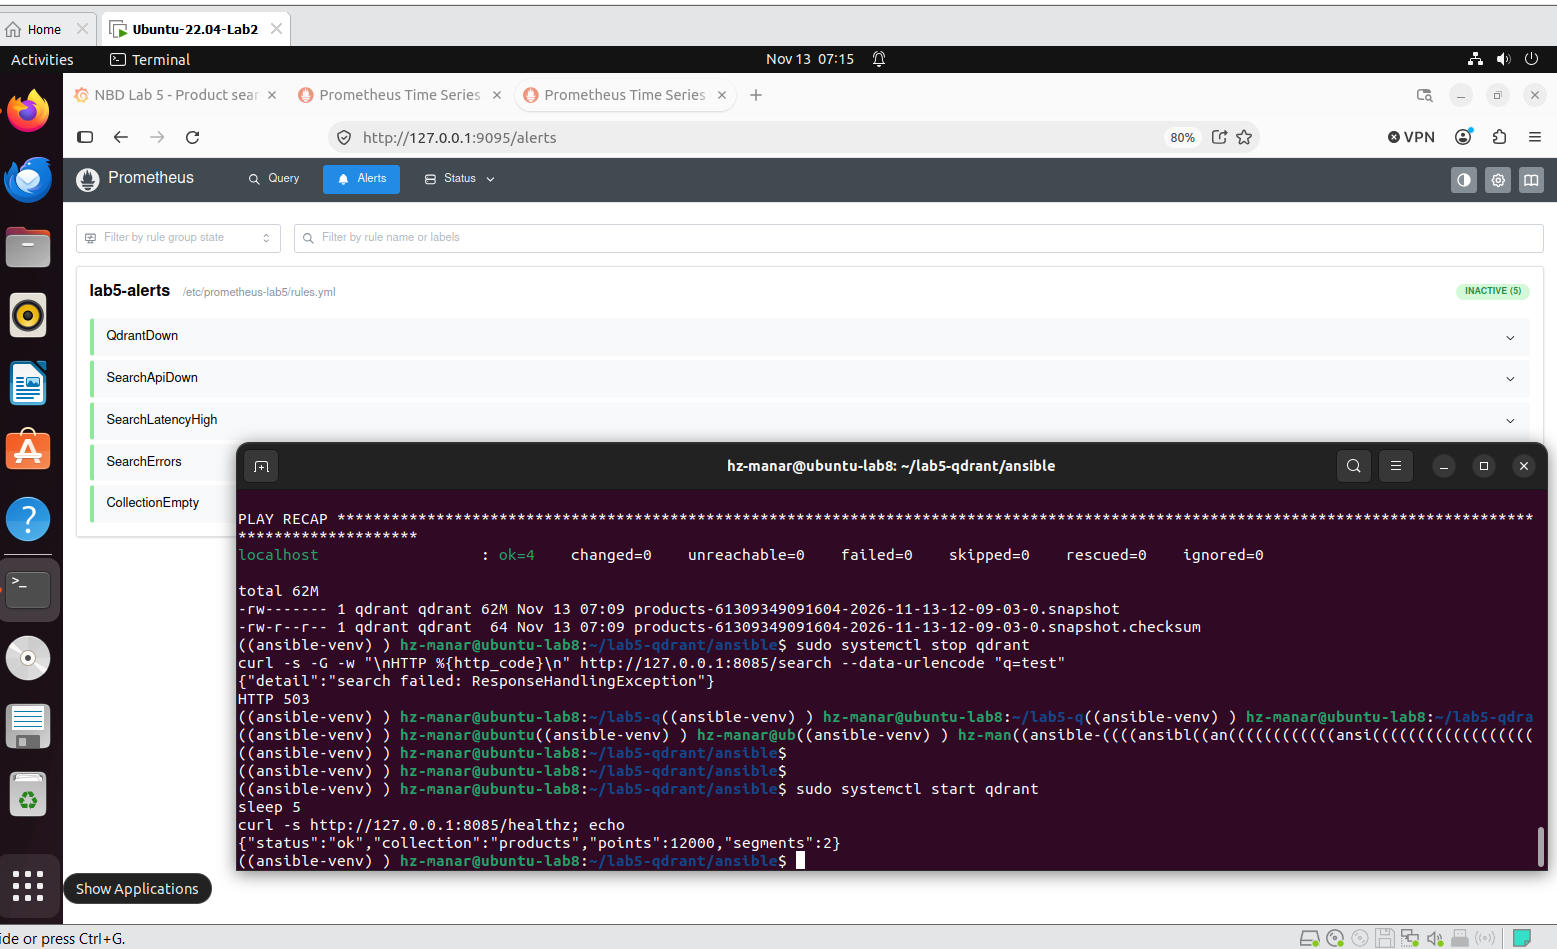 Home
Ubuntu-22.04-Lab2
Activities
Terminal
Nov 13 07:15
NBD Lab 5 - Product sear
Prometheus Time Series
Prometheus Time Series
http://127.0.0.1:9095/alerts
80%
VPN
Prometheus
Query
Alerts
Status
Filter by rule group state
Filter by rule name or labels
lab5-alerts
/etc/prometheus-lab5/rules.yml
INACTIVE (5)
QdrantDown
SearchApiDown
SearchLatencyHigh
SearchErrors
CollectionEmpty
hz-manar@ubuntu-lab8: ~/lab5-qdrant/ansible
PLAY RECAP *************************************************************************************************************************************
********************
localhost : ok=4 changed=0 unreachable=0 failed=0 skipped=0 rescued=0 ignored=0
total 62M
-rw------- 1 qdrant qdrant 62M Nov 13 07:09 products-61309349091604-2026-11-13-12-09-03-0.snapshot
-rw-r--r-- 1 qdrant qdrant 64 Nov 13 07:09 products-61309349091604-2026-11-13-12-09-03-0.snapshot.checksum
((ansible-venv) ) hz-manar@ubuntu-lab8:~/lab5-qdrant/ansible$ sudo systemctl stop qdrant
curl -s -G -w "\nHTTP %{http_code}\n" http://127.0.0.1:8085/search --data-urlencode "q=test"
{"detail":"search failed: ResponseHandlingException"}
HTTP 503
((ansible-venv) ) hz-manar@ubuntu-lab8:~/lab5-q((ansible-venv) ) hz-manar@ubuntu-lab8:~/lab5-q((ansible-venv) ) hz-manar@ubuntu-lab8:~/lab5-qdra
((ansible-venv) ) hz-manar@ubuntu((ansible-venv) ) hz-manar@ub((ansible-venv) ) hz-man((ansible-((((ansibl((an((((((((((((ansi((((((((((((((((((
((ansible-venv) ) hz-manar@ubuntu-lab8:~/lab5-qdrant/ansible$
((ansible-venv) ) hz-manar@ubuntu-lab8:~/lab5-qdrant/ansible$
((ansible-venv) ) hz-manar@ubuntu-lab8:~/lab5-qdrant/ansible$ sudo systemctl start qdrant
sleep 5
curl -s http://127.0.0.1:8085/healthz; echo
{"status":"ok","collection":"products","points":12000,"segments":2}
((ansible-venv) ) hz-manar@ubuntu-lab8:~/lab5-qdrant/ansible$
Show Applications
ide or press Ctrl+G.